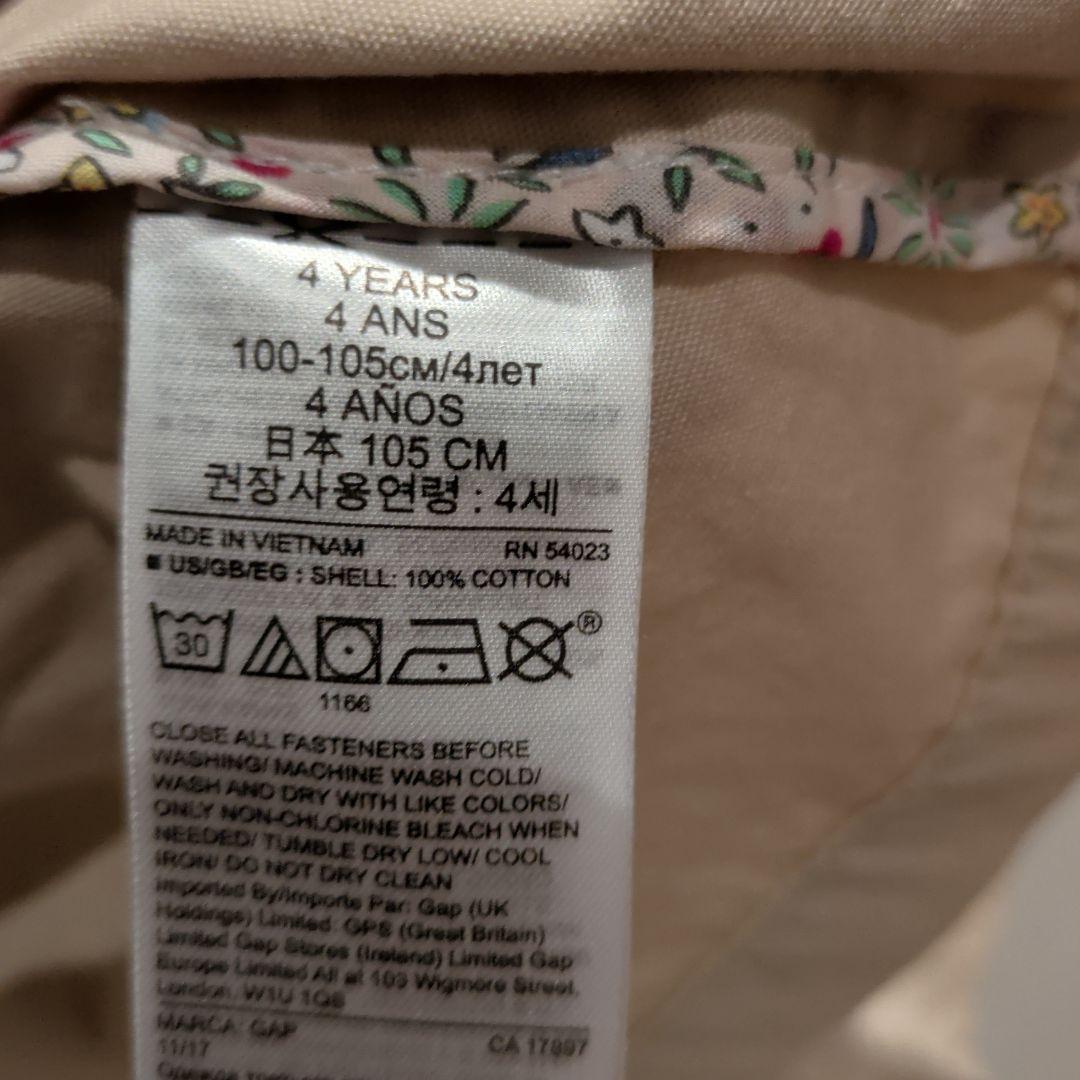 4 YEARS
4 ANS
100-105см/4лет
4 AÑOS
日本 105 CM
권장사용연령 : 4세
MADE IN VIETNAM
RN 54023
■ US/GB/EG : SHELL: 100% COTTON
30
®
1166
CLOSE ALL FASTENERS BEFORE
WASHING/ MACHINE WASH COLD/
WASH AND DRY WITH LIKE COLORS/
ONLY NON-CHLORINE BLEACH WHEN
NEEDED/ TUMBLE DRY LOW/ COOL
IRON/ DO NOT DRY CLEAN
Imported By/Importe Par: Gap (UK
Holdings) Limited. GPS (Great Britain)
Limited Gap Stores (Ireland) Limited Gap
Europe Limited All at 103 Wigmore Street,
London, W1U 1QS
MARCA: GAP
11/17
CA 17897
Одежда